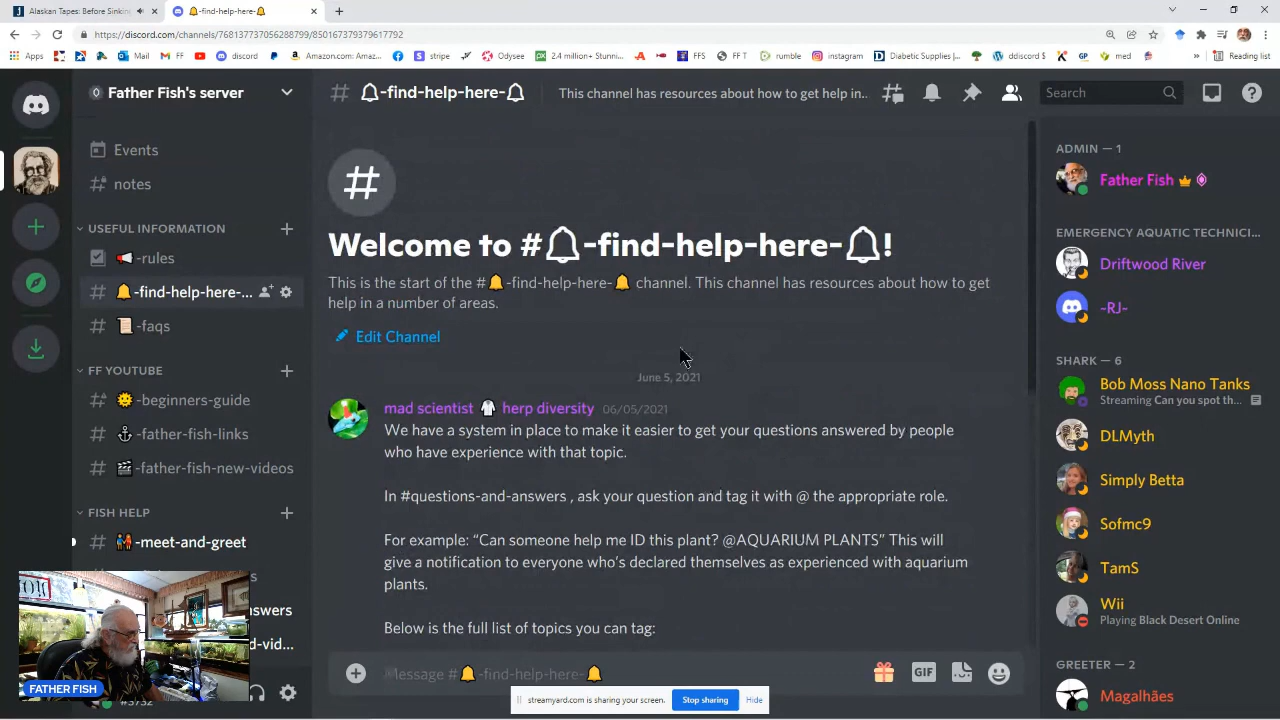 Alaskan Tapes: Before Sinking
-find-help-here-
https://discord.com/channels/768137737056288799/850167379379617792
Apps
Mail
FF
discord
Amazon.com: Amaz...
stripe
Odysee
2.4 million+ Stunni...
FFS
FF T
rumble
instagram
Diabetic Supplies |...
ddiscord $
GP
med
Reading list
Father Fish's server
-find-help-here-
This channel has resources about how to get help in...
Search
Events
notes
USEFUL INFORMATION
-rules
-find-help-here-...
-faqs
FF YOUTUBE
-beginners-guide
-father-fish-links
-father-fish-new-videos
FISH HELP
-meet-and-greet
nswers
d-vid...
FATHER FISH
#3732
Welcome to #-find-help-here-!
This is the start of the #-find-help-here- channel. This channel has resources about how to get
help in a number of areas.
Edit Channel
June 5, 2021
mad scientist herp diversity 06/05/2021
We have a system in place to make it easier to get your questions answered by people
who have experience with that topic.
In #questions-and-answers , ask your question and tag it with @ the appropriate role.
For example: “Can someone help me ID this plant? @AQUARIUM PLANTS” This will
give a notification to everyone who’s declared themselves as experienced with aquarium
plants.
Below is the full list of topics you can tag:
Message #-find-help-here-
GIF
streamyard.com is sharing your screen.
Stop sharing
Hide
ADMIN — 1
Father Fish
EMERGENCY AQUATIC TECHNICI...
Driftwood River
-RJ-
SHARK — 6
Bob Moss Nano Tanks
Streaming Can you spot th...
DLMyth
Simply Betta
Sofmc9
TamS
Wii
Playing Black Desert Online
GREETER — 2
Magalhães